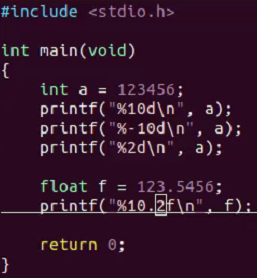 #include <stdio.h>
int main(void)
{
int a = 123456;
printf("%10d\n", a);
printf("%-10d\n", a);
printf("%2d\n", a);
float f = 123.5456;
printf("%10.2f\n", f);
return 0;
}